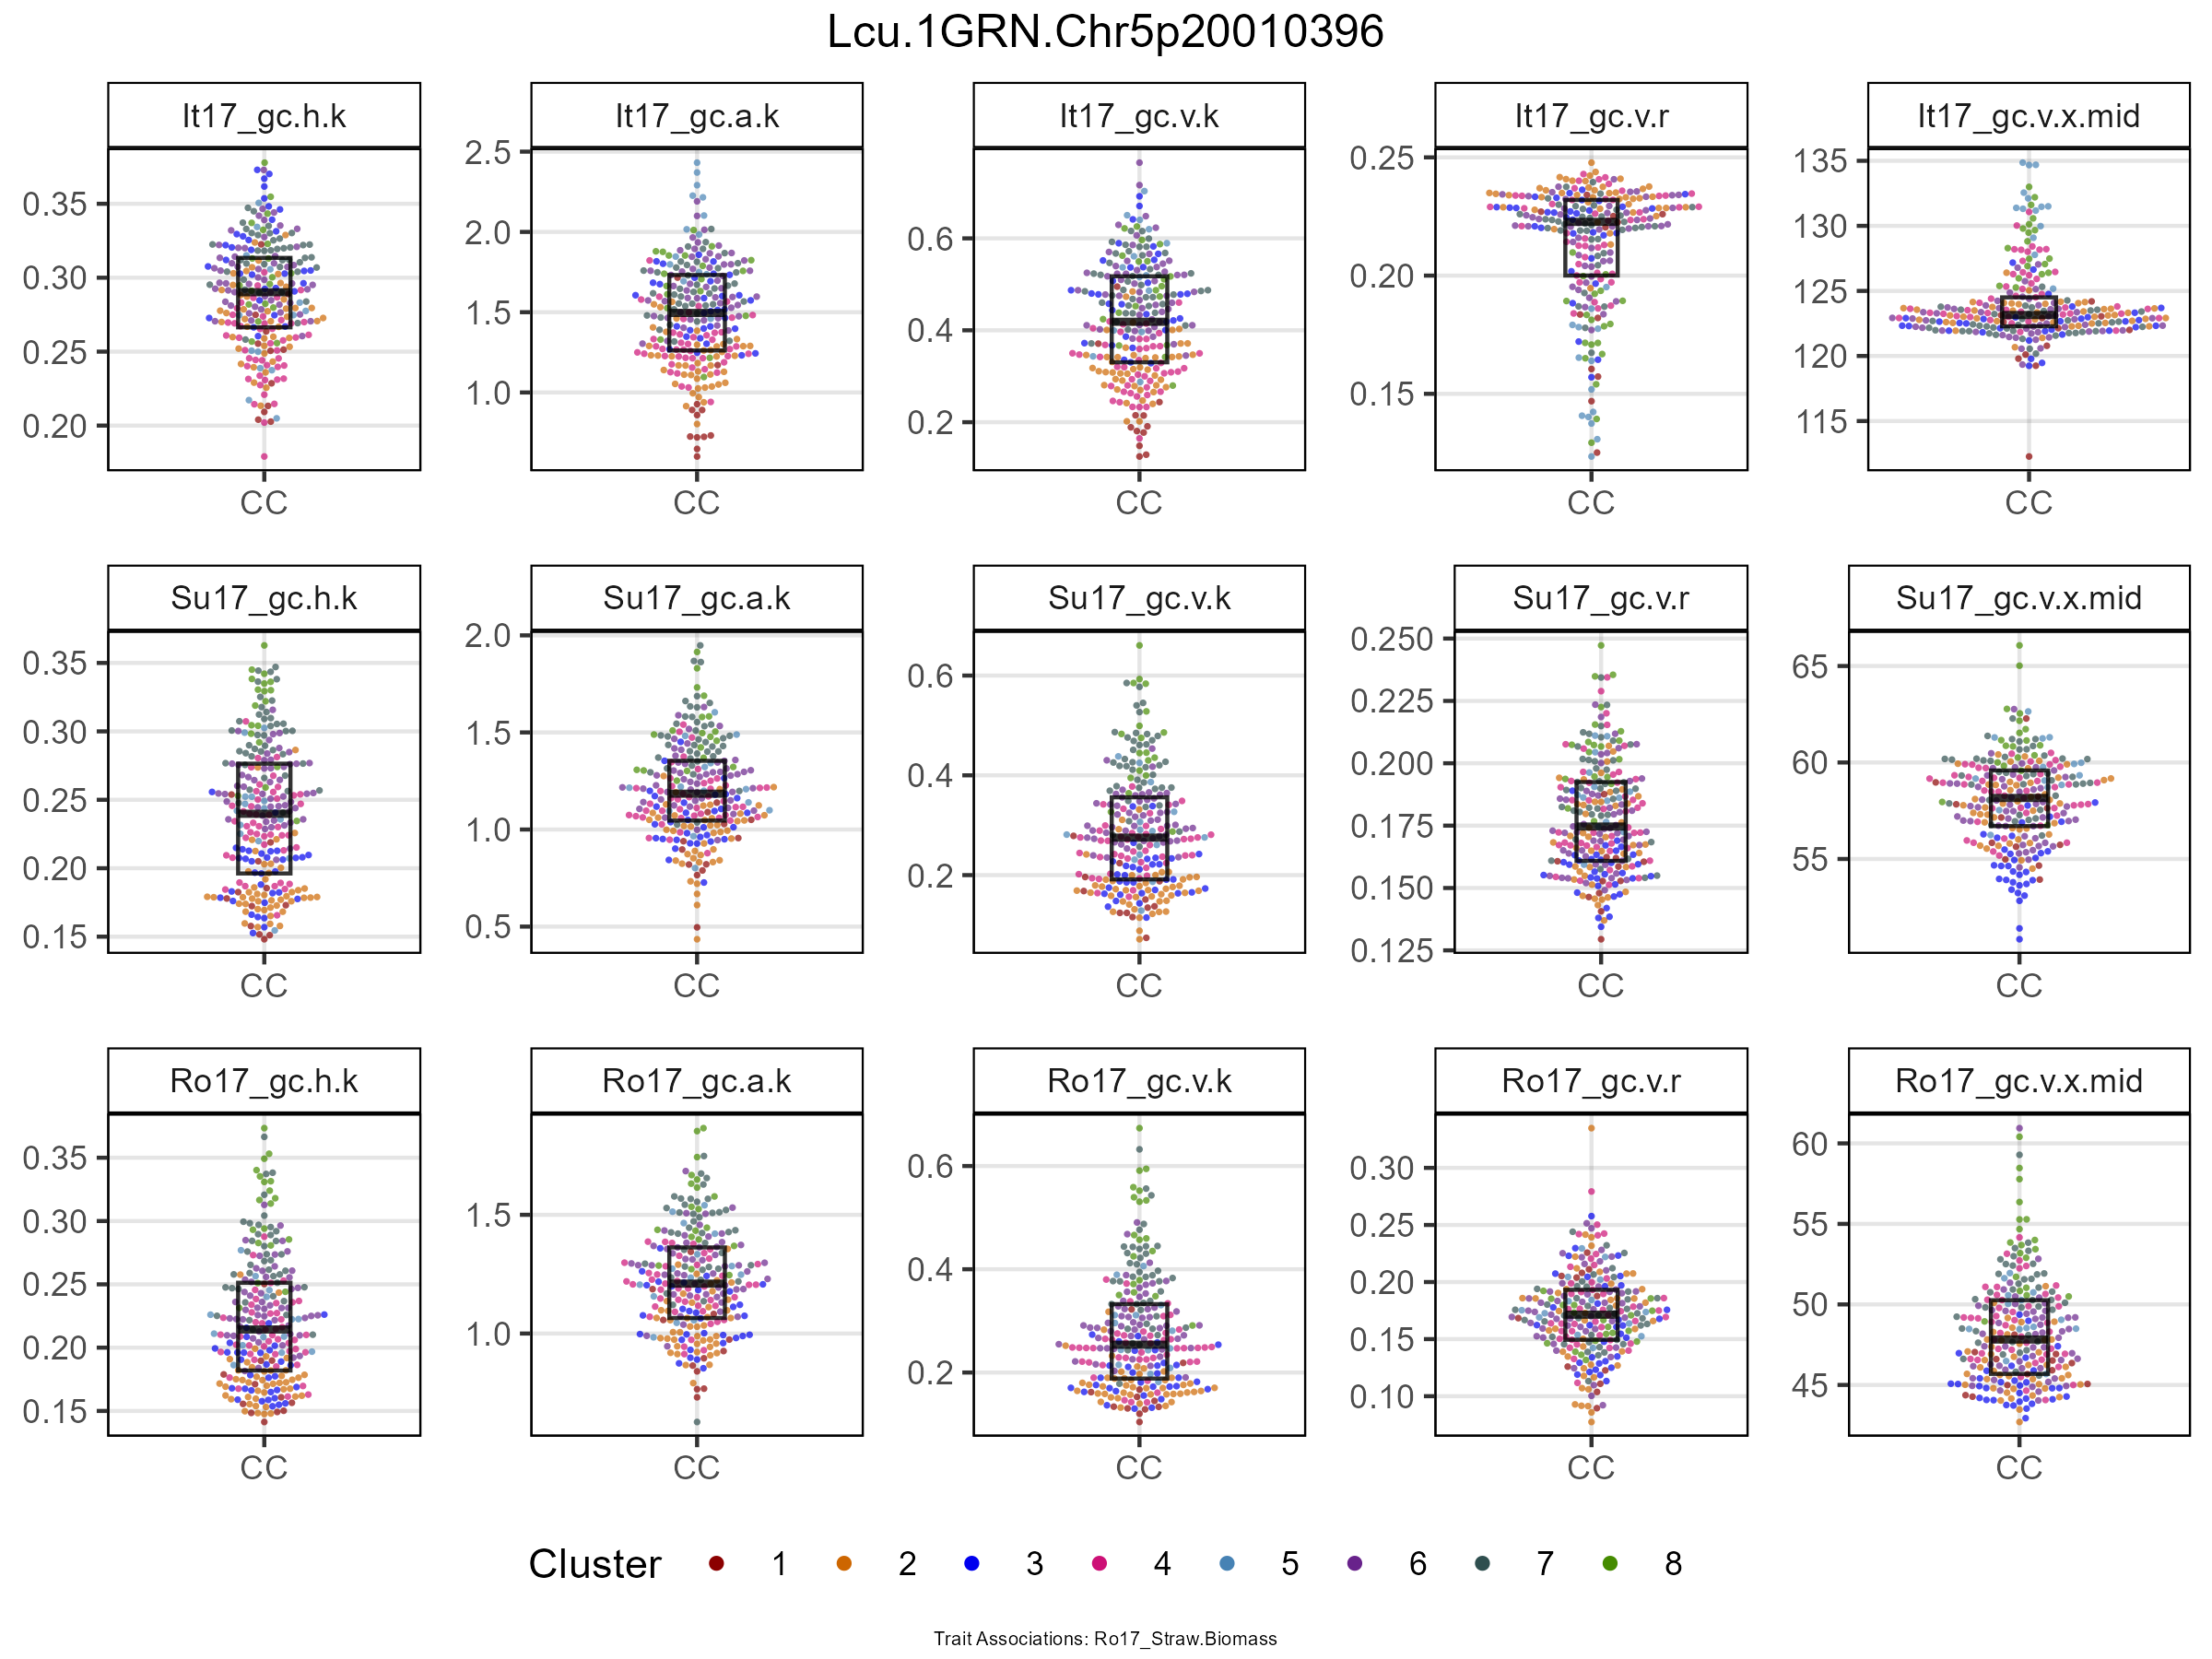 Lcu.1GRN.Chr5p20010396
It17_gc.h.k It17_gc.a.k It17_gc.v.k It17_gc.v.r It17_gc.v.x.mid
0.35 0.30 0.25 0.20
2.5 2.0 1.5 1.0
0.6 0.4 0.2
0.25 0.20 0.15
135 130 125 120 115
CC CC CC CC CC
Su17_gc.h.k Su17_gc.a.k Su17_gc.v.k Su17_gc.v.r Su17_gc.v.x.mid
0.35 0.30 0.25 0.20 0.15
2.0 1.5 1.0 0.5
0.6 0.4 0.2
0.250 0.225 0.200 0.175 0.150 0.125
65 60 55
CC CC CC CC CC
Ro17_gc.h.k Ro17_gc.a.k Ro17_gc.v.k Ro17_gc.v.r Ro17_gc.v.x.mid
0.35 0.30 0.25 0.20 0.15
1.5 1.0
0.6 0.4 0.2
0.30 0.25 0.20 0.15 0.10
60 55 50 45
CC CC CC CC CC
Cluster 1 2 3 4 5 6 7 8
Trait Associations: Ro17_Straw.Biomass